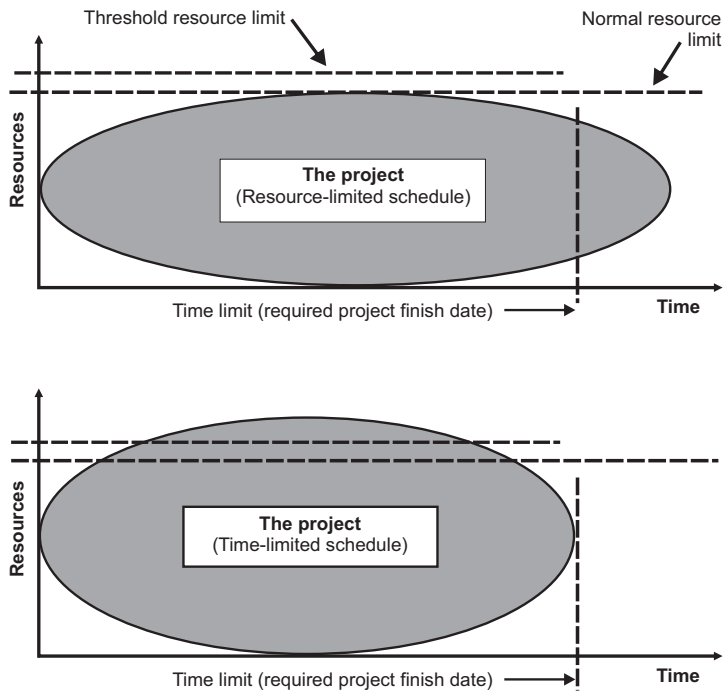 Threshold resource limit
Normal resource
limit
Resources
The project
(Resource-limited schedule)
Time
Time limit (required project finish date)
Resources
The project
(Time-limited schedule)
Time
Time limit (required project finish date)